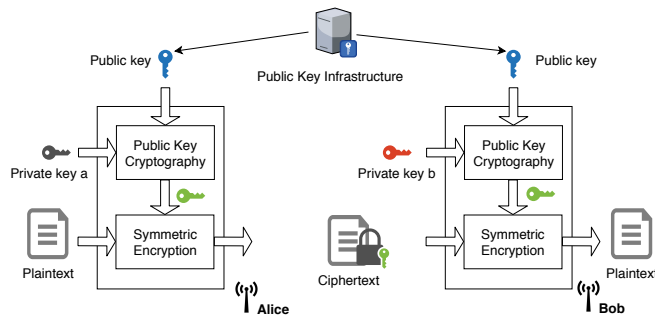 Public key
Public Key Infrastructure
Public key
Public Key
Cryptography
Private key a
Symmetric
Encryption
Plaintext
Alice
Public Key
Cryptography
Private key b
Ciphertext
Symmetric
Encryption
Plaintext
Bob